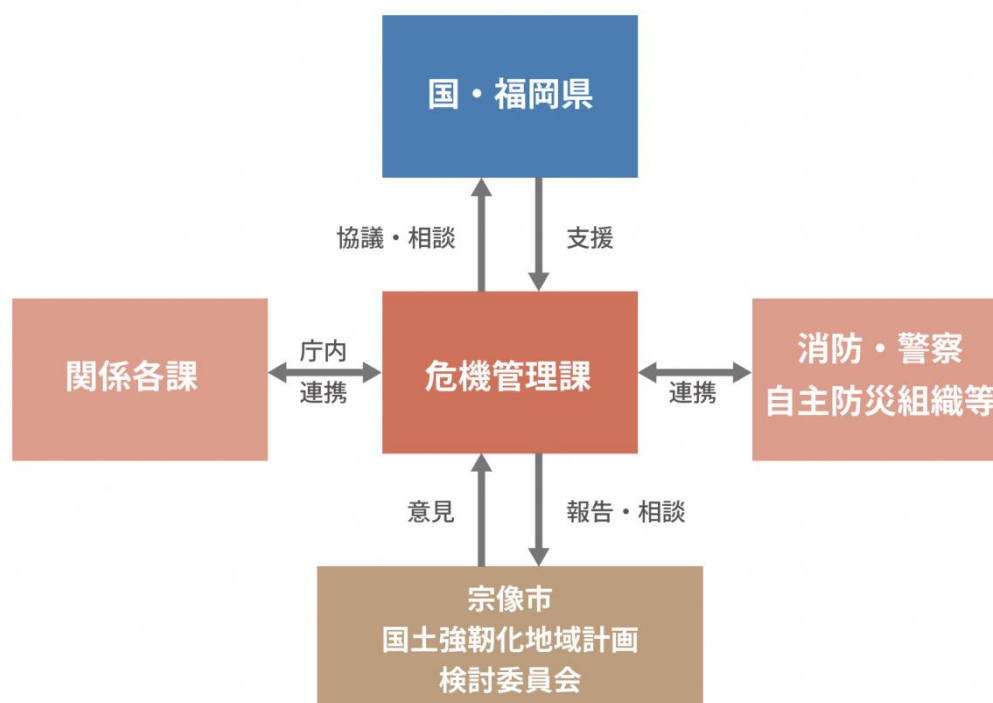 国・福岡県
協議・相談
支援
関係各課
庁内
連携
危機管理課
連携
消防・警察
自主防災組織等
意見
報告・相談
宗像市
国土強靭化地域計画
検討委員会